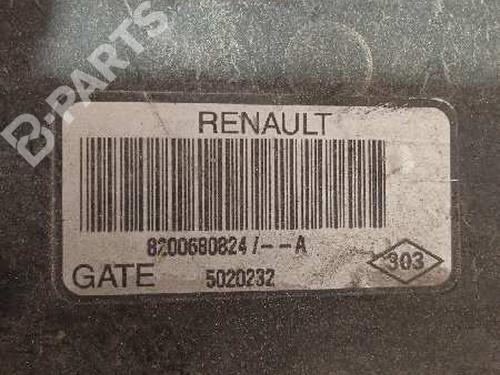 B-PARTS
RENAULT
8200680824/--A
GATE 5020232 303